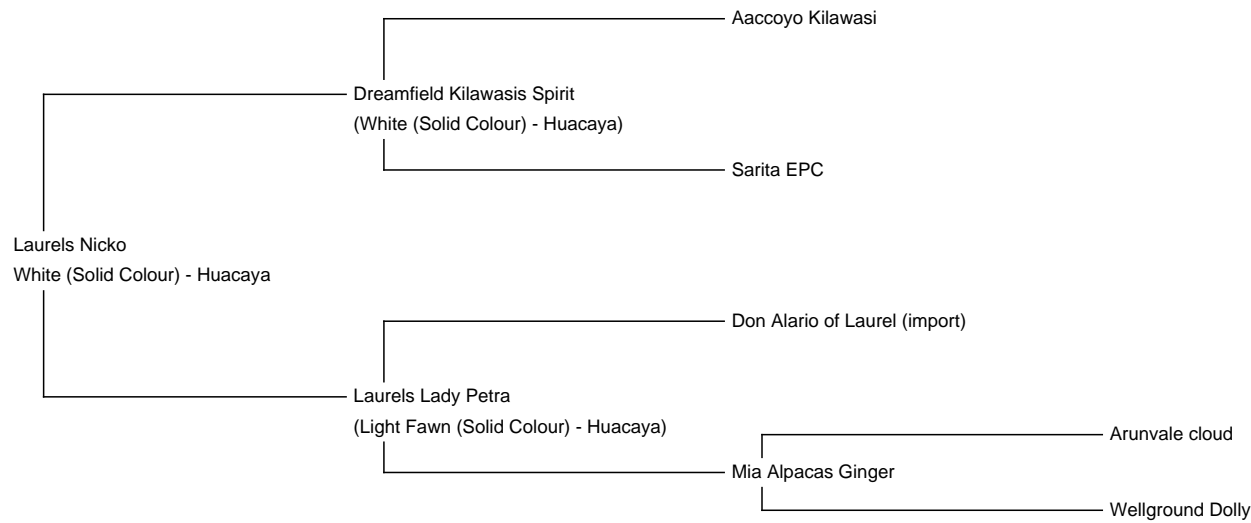 Aaccoyo Kilawasi
Dreamfield Kilawasis Spirit
(White (Solid Colour) - Huacaya)
Sarita EPC
Laurels Nicko
White (Solid Colour) - Huacaya
Don Alario of Laurel (import)
Laurels Lady Petra
(Light Fawn (Solid Colour) - Huacaya)
Arunvale cloud
Mia Alpacas Ginger
Wellground Dolly